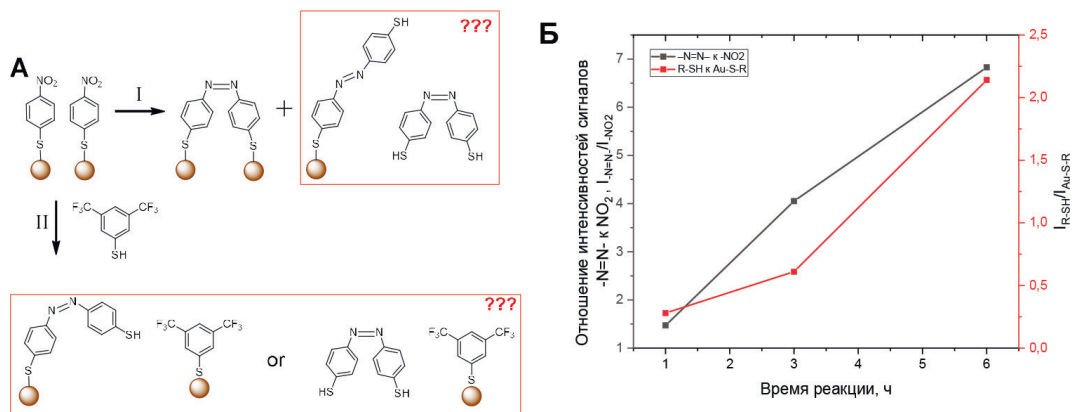 А
NO2 NO2
S S
I
N=N
S S
+
???
SH
N=N
S
N=N
HS SH
II
F3C CF3
SH
???
N=N
SH
S
F3C CF3
S
or
N=N
HS SH
F3C CF3
S
Б
–N=N– к -NO2
R-SH к Au-S-R
Отношение интенсивностей сигналов
-N=N- к NO2, I-N=N-/I-NO2
7
6
5
4
3
2
1
2,5
2,0
1,5
1,0
0,5
0,0
IR-SH/IAu-S-R
1 2 3 4 5 6
Время реакции, ч